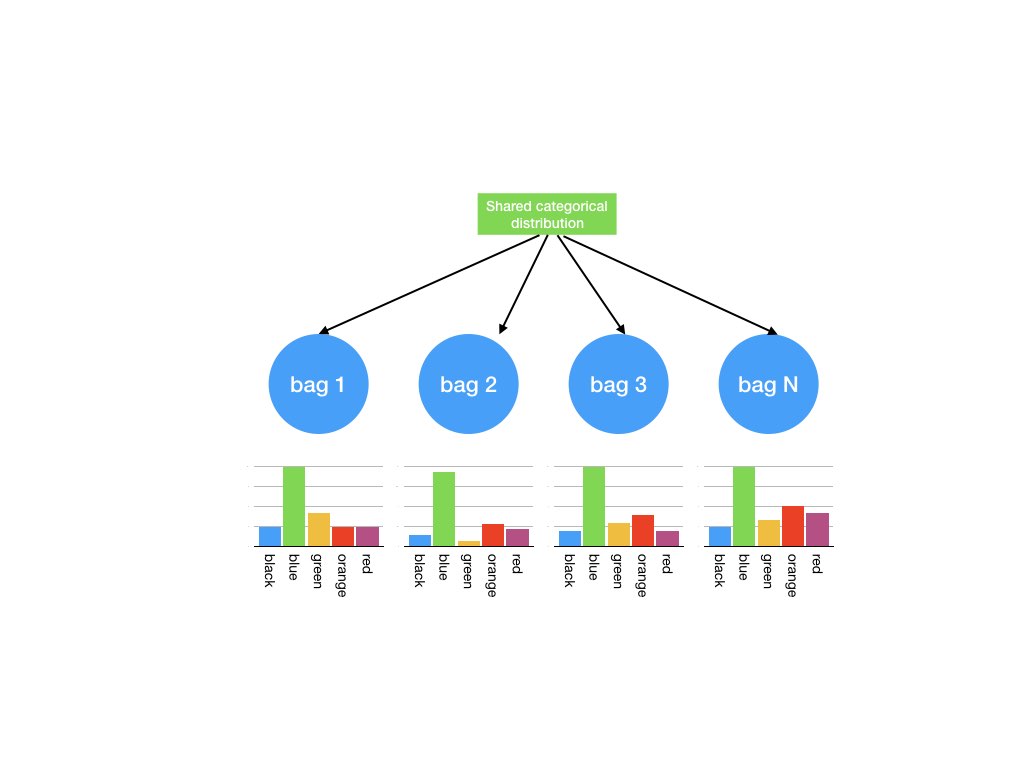 Shared categorical
distribution
bag 1
bag 2
bag 3
bag N
black
blue
green
orange
red
black
blue
green
orange
red
black
blue
green
orange
red
black
blue
green
orange
red